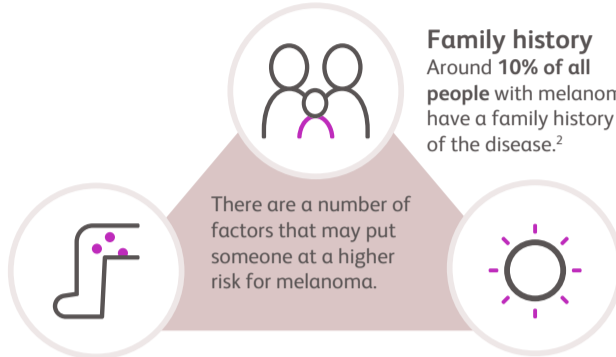 Family history
Around 10% of all
people with melanom
have a family history
of the disease.2
There are a number of
factors that may put
someone at a higher
risk for melanoma.